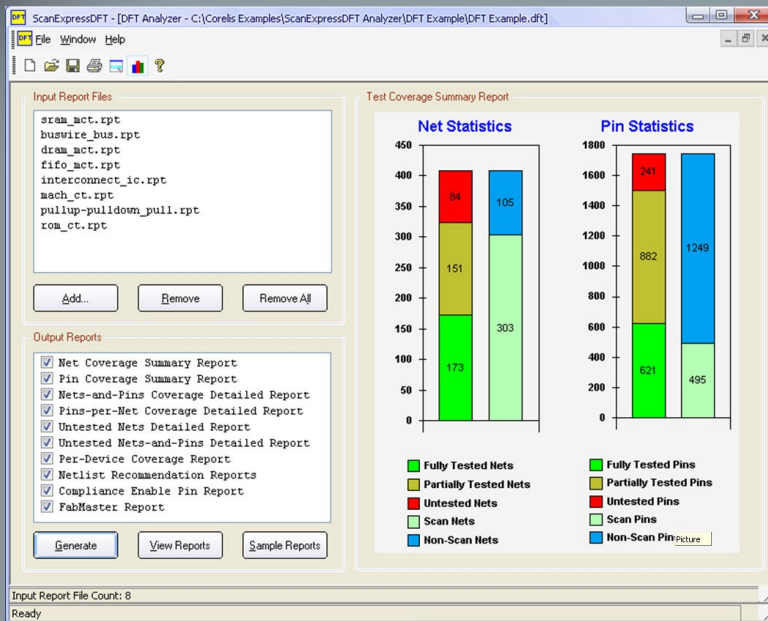 ScanExpressDFT - [DFT Analyzer - C:\Corelis Examples\ScanExpressDFT Analyzer\DFT Example\DFT Example.dft]
DFT File Window Help
Input Report Files
sram_mct.rpt
buswire_bus.rpt
dram_mct.rpt
fifo_mct.rpt
interconnect_ic.rpt
mach_ct.rpt
pullup-pulldown_pull.rpt
rom_ct.rpt
Add... Remove Remove All
Output Reports
Net Coverage Summary Report
Pin Coverage Summary Report
Nets-and-Pins Coverage Detailed Report
Pins-per-Net Coverage Detailed Report
Untested Nets Detailed Report
Untested Nets-and-Pins Detailed Report
Per-Device Coverage Report
Netlist Recommendation Reports
Compliance Enable Pin Report
FabMaster Report
Generate View Reports Sample Reports
Test Coverage Summary Report
Net Statistics
450
400
350
300
250
200
150
100
50
0
84
151
173
105
303
Fully Tested Nets
Partially Tested Nets
Untested Nets
Scan Nets
Non-Scan Nets
Pin Statistics
1800
1600
1400
1200
1000
800
600
400
200
0
241
882
621
1249
495
Fully Tested Pins
Partially Tested Pins
Untested Pins
Scan Pins
Non-Scan Pin
Picture
Input Report File Count: 8
Ready